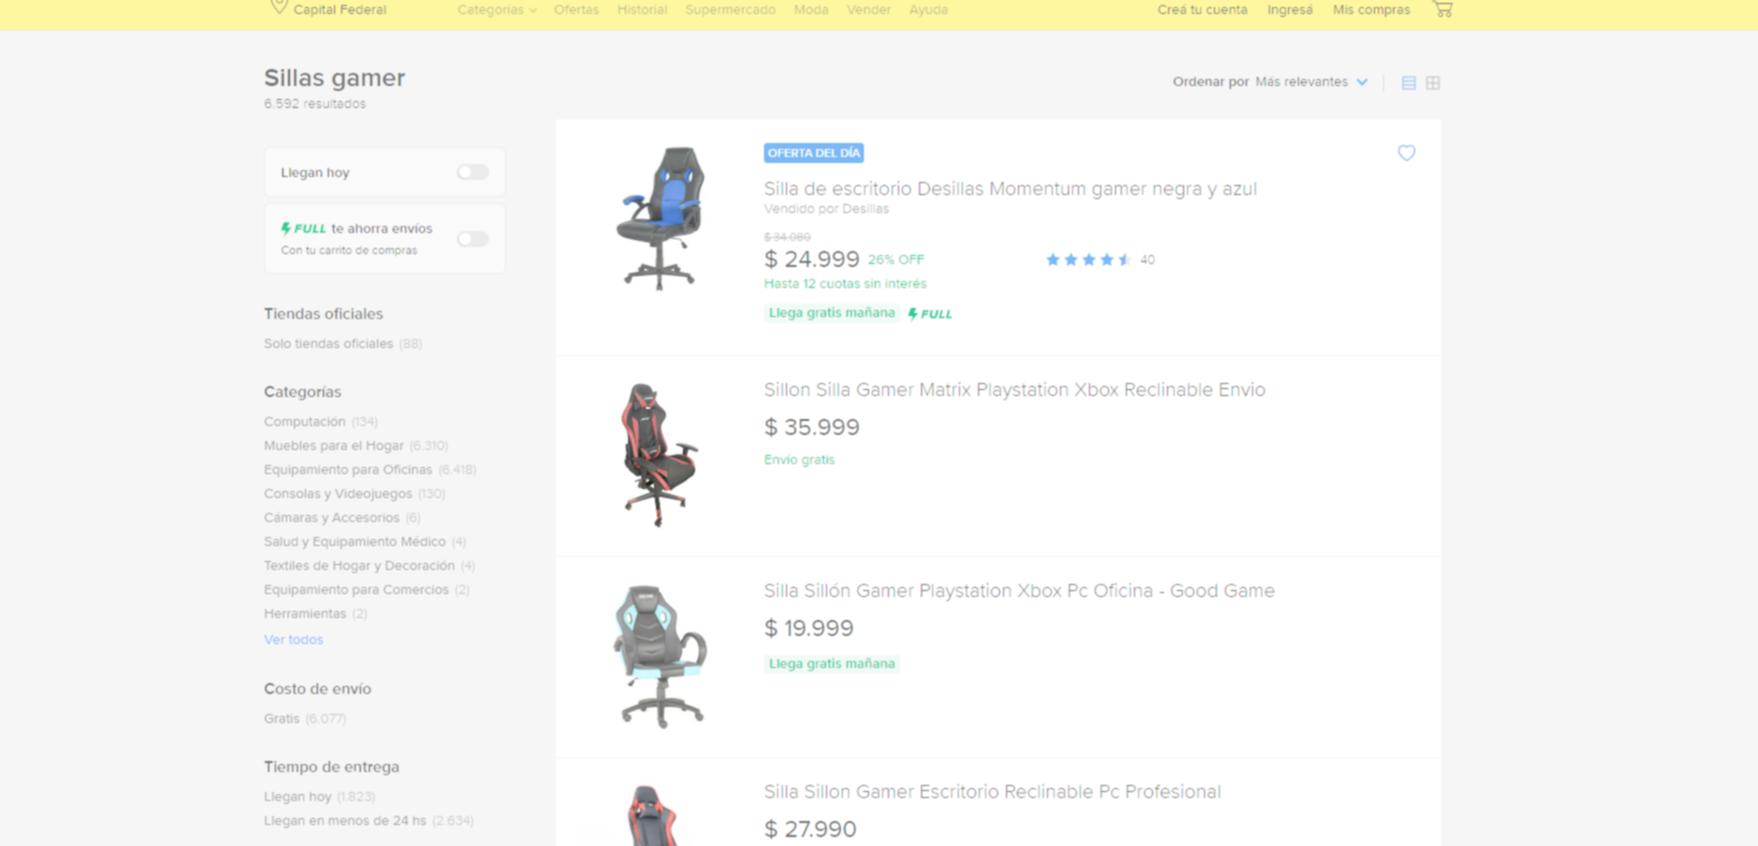 Capital Federal
Categorías
Ofertas
Historial
Supermercado
Moda
Vender
Ayuda
Creá tu cuenta
Ingresá
Mis compras
Sillas gamer
6.592 resultados
Ordenar por Más relevantes
Llegan hoy
FULL te ahorra envíos
Con tu carrito de compras
Tiendas oficiales
Solo tiendas oficiales (88)
Categorías
Computación (134)
Muebles para el Hogar (6.310)
Equipamiento para Oficinas (6.418)
Consolas y Videojuegos (130)
Cámaras y Accesorios (6)
Salud y Equipamiento Médico (4)
Textiles de Hogar y Decoración (4)
Equipamiento para Comercios (2)
Herramientas (2)
Ver todos
Costo de envío
Gratis (6.077)
Tiempo de entrega
Llegan hoy (1.823)
Llegan en menos de 24 hs (2.634)
OFERTA DEL DÍA
Silla de escritorio Desillas Momentum gamer negra y azul
Vendido por Desillas
$ 34.080
$ 24.999 26% OFF
40
Hasta 12 cuotas sin interés
Llega gratis mañana FULL
Sillon Silla Gamer Matrix Playstation Xbox Reclinable Envio
$ 35.999
Envío gratis
Silla Sillón Gamer Playstation Xbox Pc Oficina - Good Game
$ 19.999
Llega gratis mañana
Silla Sillon Gamer Escritorio Reclinable Pc Profesional
$ 27.990